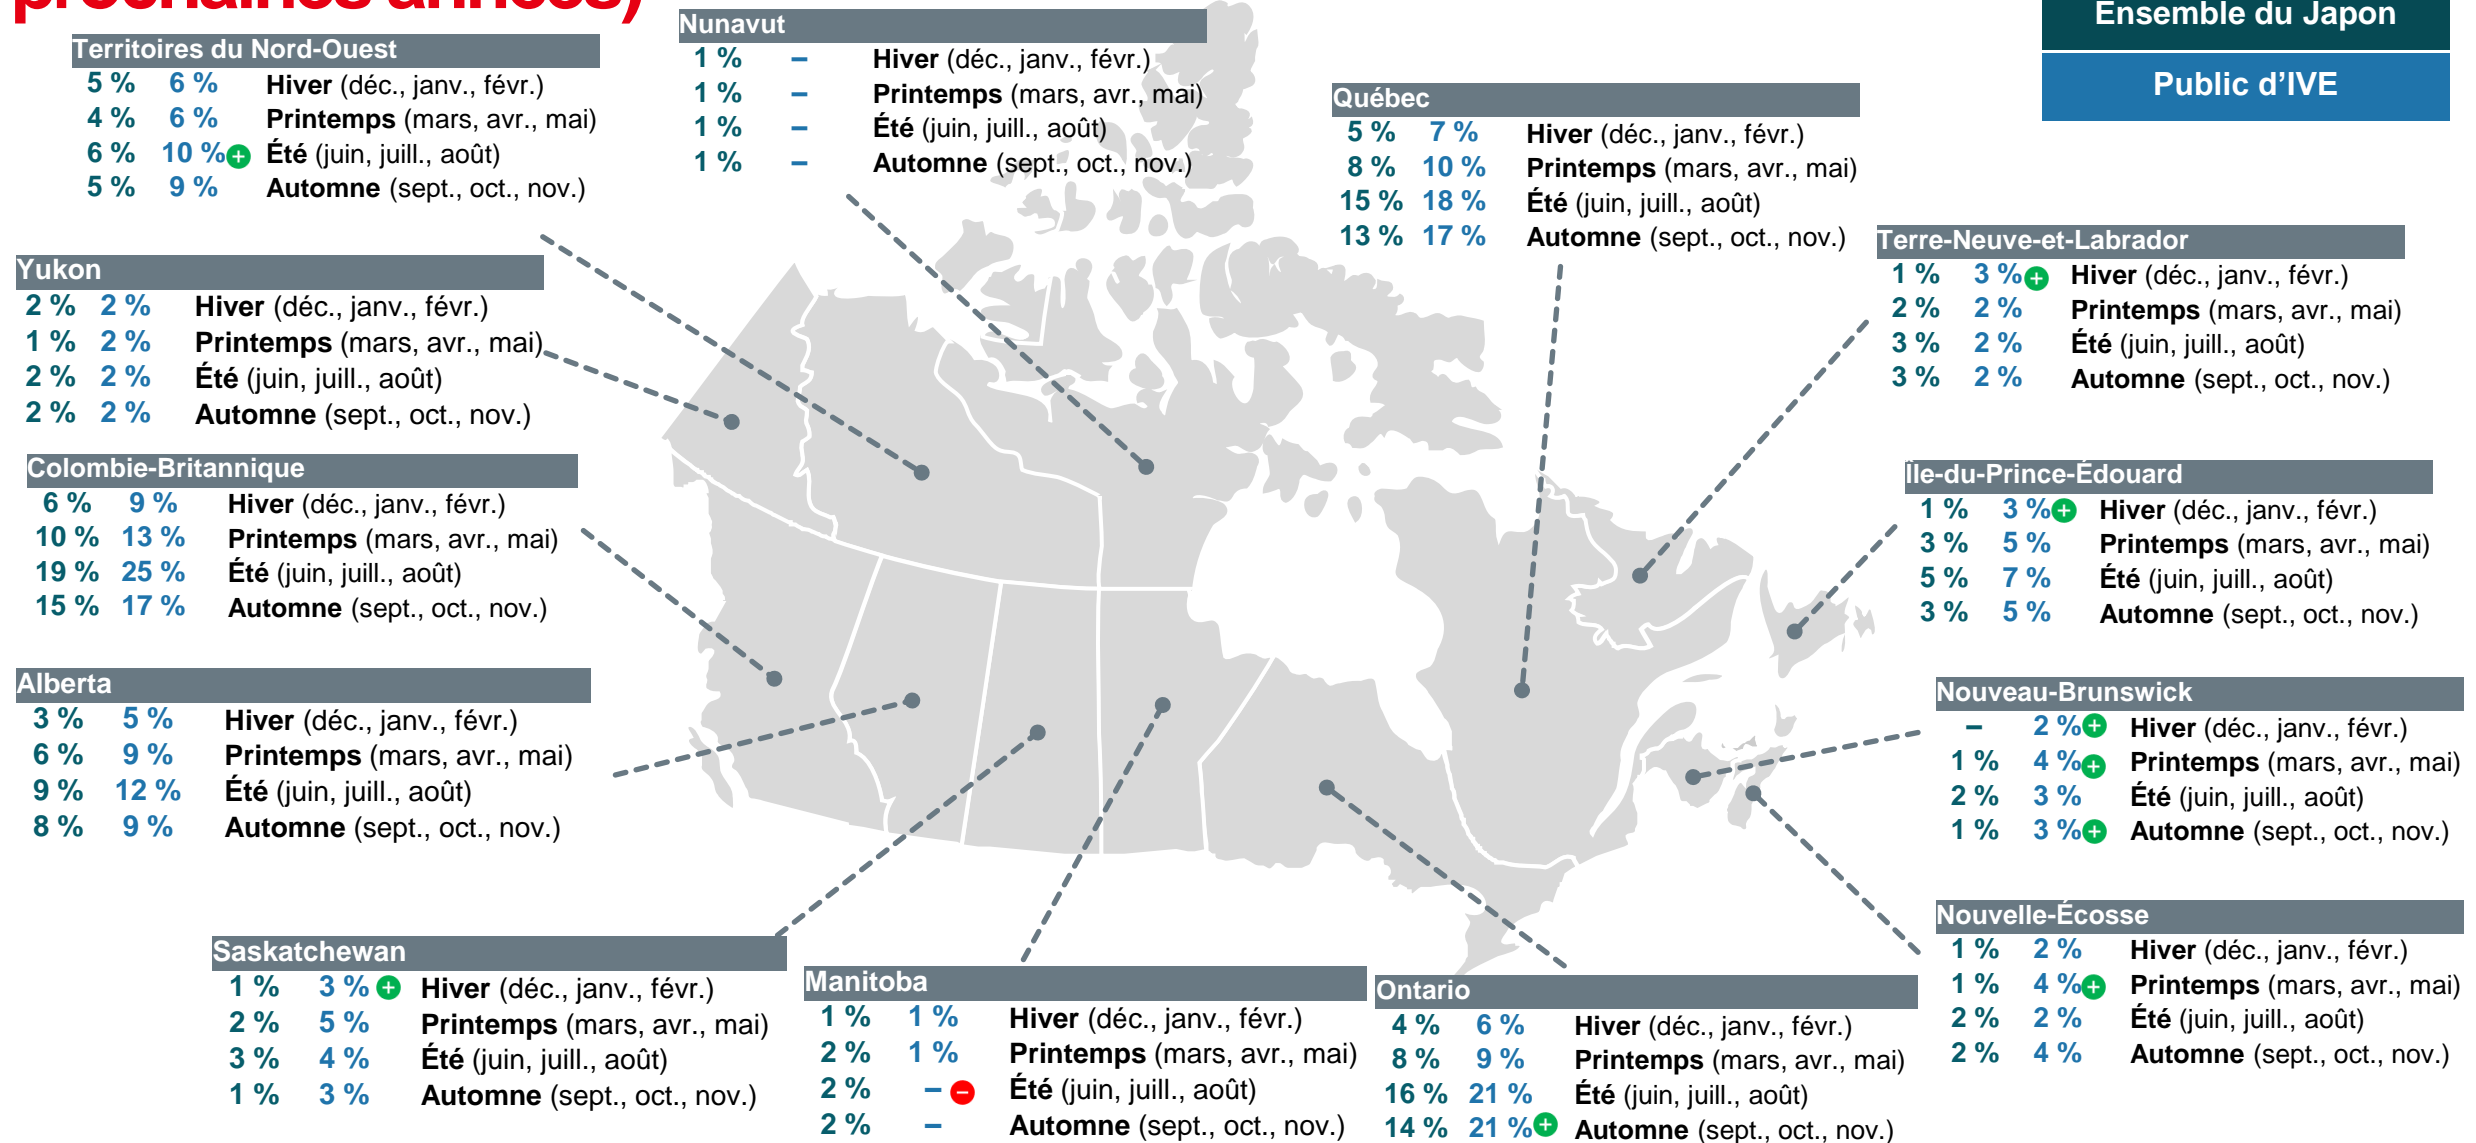 prochaines années)
Ensemble du Japon
Public d'IVE
Territoires du Nord-Ouest
5 % 6 % Hiver (déc., janv., févr.)
4 % 6 % Printemps (mars, avr., mai)
6 % 10 % + Été (juin, juill., août)
5 % 9 % Automne (sept., oct., nov.)
Nunavut
1 % – Hiver (déc., janv., févr.)
1 % – Printemps (mars, avr., mai)
1 % – Été (juin, juill., août)
1 % – Automne (sept., oct., nov.)
Québec
5 % 7 % Hiver (déc., janv., févr.)
8 % 10 % Printemps (mars, avr., mai)
15 % 18 % Été (juin, juill., août)
13 % 17 % Automne (sept., oct., nov.)
Terre-Neuve-et-Labrador
1 % 3 % + Hiver (déc., janv., févr.)
2 % 2 % Printemps (mars, avr., mai)
3 % 2 % Été (juin, juill., août)
3 % 2 % Automne (sept., oct., nov.)
Yukon
2 % 2 % Hiver (déc., janv., févr.)
1 % 2 % Printemps (mars, avr., mai)
2 % 2 % Été (juin, juill., août)
2 % 2 % Automne (sept., oct., nov.)
Colombie-Britannique
6 % 9 % Hiver (déc., janv., févr.)
10 % 13 % Printemps (mars, avr., mai)
19 % 25 % Été (juin, juill., août)
15 % 17 % Automne (sept., oct., nov.)
Île-du-Prince-Édouard
1 % 3 % + Hiver (déc., janv., févr.)
3 % 5 % Printemps (mars, avr., mai)
5 % 7 % Été (juin, juill., août)
3 % 5 % Automne (sept., oct., nov.)
Alberta
3 % 5 % Hiver (déc., janv., févr.)
6 % 9 % Printemps (mars, avr., mai)
9 % 12 % Été (juin, juill., août)
8 % 9 % Automne (sept., oct., nov.)
Nouveau-Brunswick
– 2 % + Hiver (déc., janv., févr.)
1 % 4 % + Printemps (mars, avr., mai)
2 % 3 % Été (juin, juill., août)
1 % 3 % + Automne (sept., oct., nov.)
Nouvelle-Écosse
1 % 2 % Hiver (déc., janv., févr.)
1 % 4 % + Printemps (mars, avr., mai)
2 % 2 % Été (juin, juill., août)
2 % 4 % Automne (sept., oct., nov.)
Saskatchewan
1 % 3 % + Hiver (déc., janv., févr.)
2 % 5 % Printemps (mars, avr., mai)
3 % 4 % Été (juin, juill., août)
1 % 3 % Automne (sept., oct., nov.)
Manitoba
1 % 1 % Hiver (déc., janv., févr.)
2 % 1 % Printemps (mars, avr., mai)
2 % – − Été (juin, juill., août)
2 % – Automne (sept., oct., nov.)
Ontario
4 % 6 % Hiver (déc., janv., févr.)
8 % 9 % Printemps (mars, avr., mai)
16 % 21 % Été (juin, juill., août)
14 % 21 % + Automne (sept., oct., nov.)